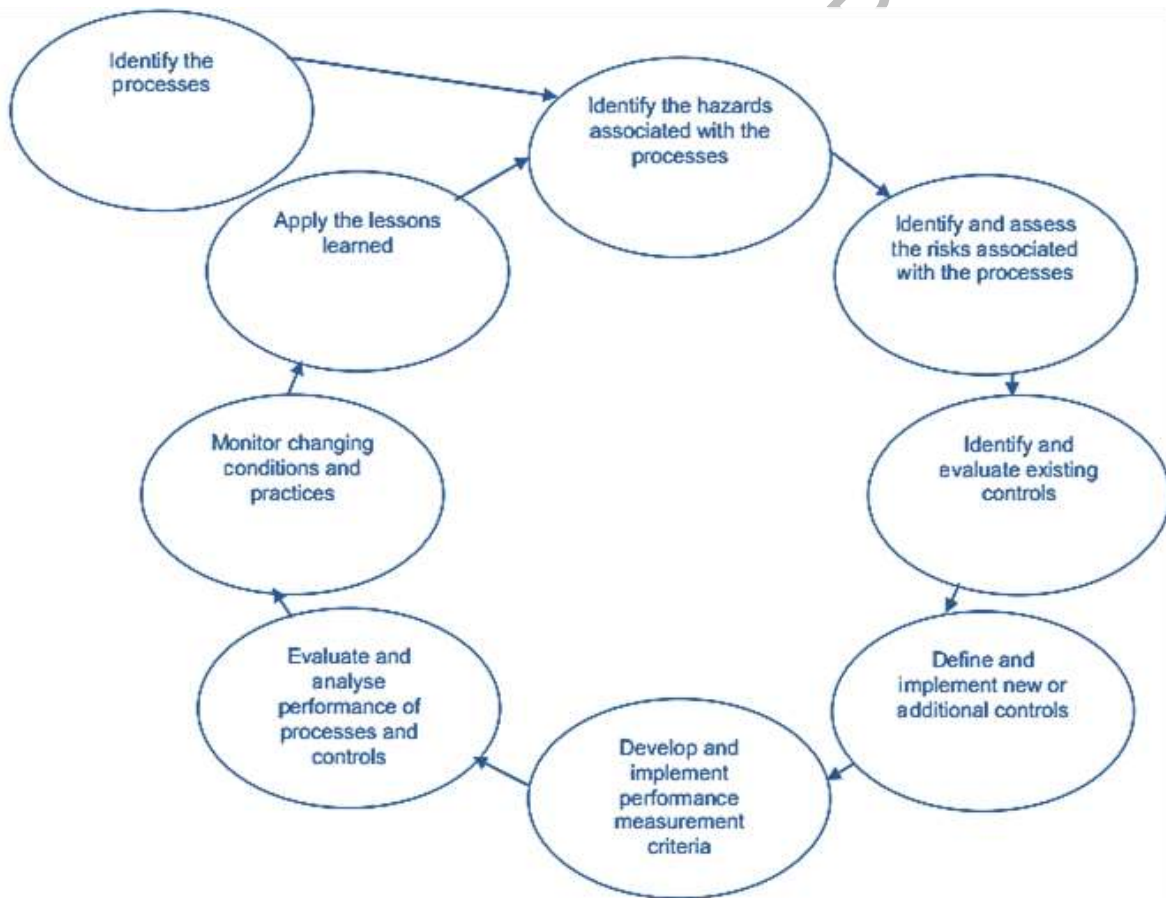 Identify the
processes
Identify the hazards
associated with the
processes
Identify and assess
the risks associated
with the processes
Identify and
evaluate existing
controls
Define and
implement new or
additional controls
Develop and
implement
performance
measurement
criteria
Evaluate and
analyse
performance of
processes and
controls
Monitor changing
conditions and
practices
Apply the lessons
learned